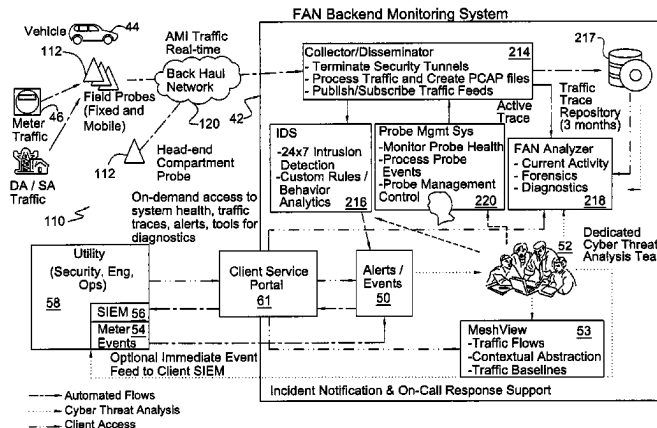 FAN Backend Monitoring System
Vehicle 44
112
Field Probes
(Fixed and
Mobile)
46
Meter
Traffic
DA / SA
Traffic
110
AMI Traffic
Real-time
Back Haul
Network
120
42
112
Head-end
Compartment
Probe
Collector/Disseminator 214
- Terminate Security Tunnels
- Process Traffic and Create PCAP files
- Publish/Subscribe Traffic Feeds
217
Traffic
Trace
Repository
(3 months)
Active
Trace
IDS
-24x7 Intrusion
Detection
-Custom Rules /
Behavior
Analytics
216
Probe Mgmt Sys
-Monitor Probe Health
-Process Probe
Events
-Probe Management
Control
220
FAN Analyzer
- Current Activity
- Forensics
- Diagnostics
218
On-demand access to
system health, traffic
traces, alerts, tools for
diagnostics
Utility
(Security, Eng,
Ops)
58
SIEM 56
Meter 54
Events
Client Service
Portal
61
Alerts /
Events
50
52
DEDICATED
Cyber Threat
Analysis Tea
MeshView 53
-Traffic Flows
-Contextual Abstraction
-Traffic Baselines
Optional Immediate Event
Feed to Client SIEM
Incident Notification & On-Call Response Support
Automated Flows
Cyber Threat Analysis
Client Access